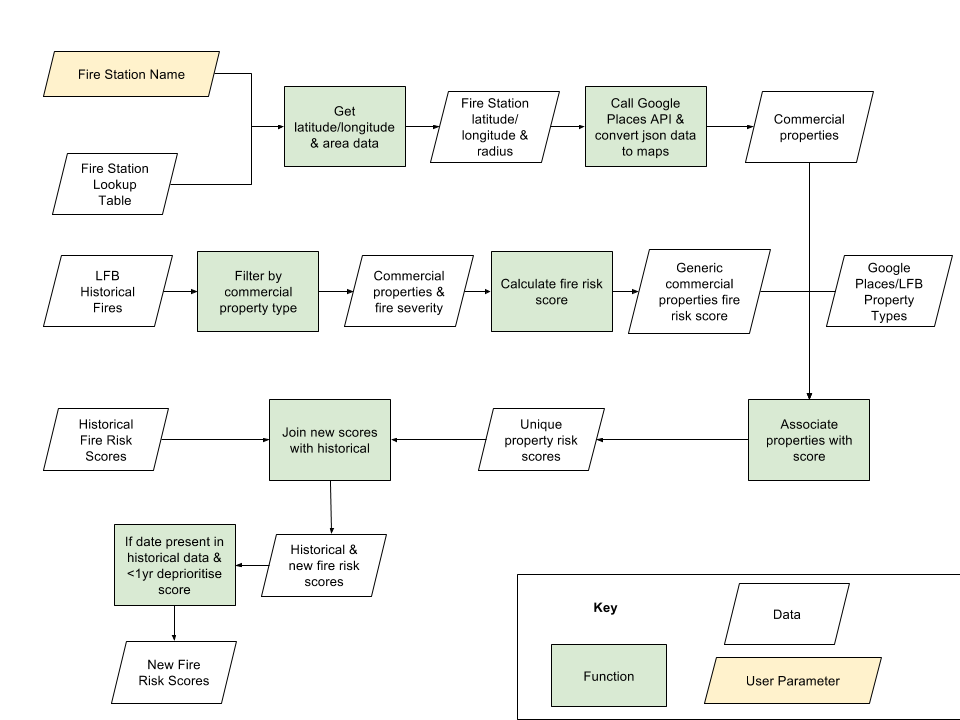 Fire Station Name
Fire Station
Lookup
Table
Get
latitude/longitude
& area data
Fire Station
latitude/
longitude &
radius
Call Google
Places API &
convert json data
to maps
Commercial
properties
LFB
Historical
Fires
Filter by
commercial
property type
Commercial
properties &
fire severity
Calculate fire risk
score
Generic
commercial
properties fire
risk score
Google
Places/LFB
Property
Types
Historical
Fire Risk
Scores
Join new scores
with historical
Unique
property risk
scores
Associate
properties with
score
If date present in
historical data &
<1yr deprioritise
score
Historical &
new fire risk
scores
New Fire
Risk Scores
Key
Data
Function
User Parameter